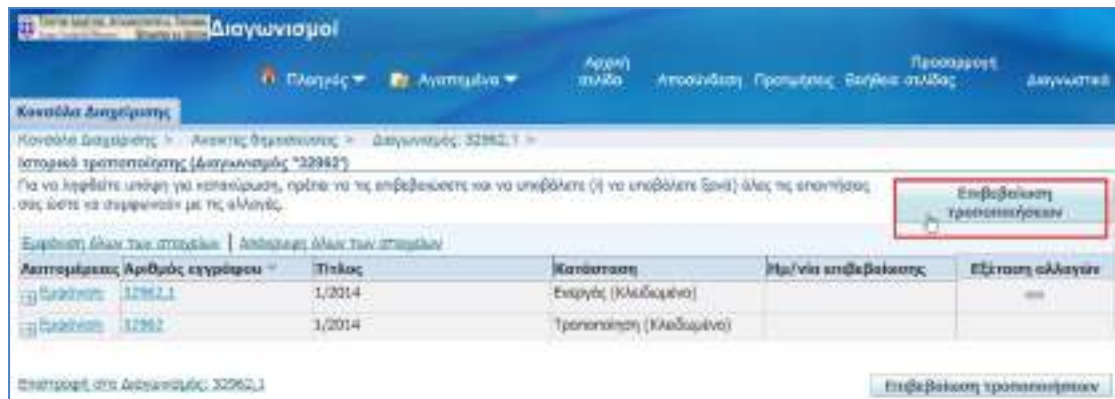 Διαγωνισμοί
Πλοηγός Αγαπημένα Αρχική σελίδα Αποσύνδεση Προτιμήσεις Βοήθεια Προσαρμογή σελίδας Διαγνωστικά
Κονσόλα Διαχείρισης
Κονσόλα Διαχείρισης > Ανοικτές δημοσιεύσεις > Διαγωνισμός: 32962,1 >
Ιστορικό τροποποίησης (Διαγωνισμός "32962")
Για να ληφθείτε υπόψη για κατακύρωση, πρέπει να τις επιβεβαιώσετε και να υποβάλετε (ή να υποβάλετε ξανά) όλες τις απαντήσεις
σας ώστε να συμφωνούν με τις αλλαγές.
Επιβεβαίωση
τροποποιήσεων
Εμφάνιση όλων των στοιχείων | Απόκρυψη όλων των στοιχείων
Λεπτομέρειες Αριθμός εγγράφου Τίτλος Κατάσταση Ημ/νία επιβεβαίωσης Εξέταση αλλαγών
Εμφάνιση 32962,1 1/2014 Ενεργός (Κλειδωμένο)
Εμφάνιση 32962 1/2014 Τροποποίηση (Κλειδωμένο)
Επιστροφή στο Διαγωνισμός: 32962,1
Επιβεβαίωση τροποποιήσεων